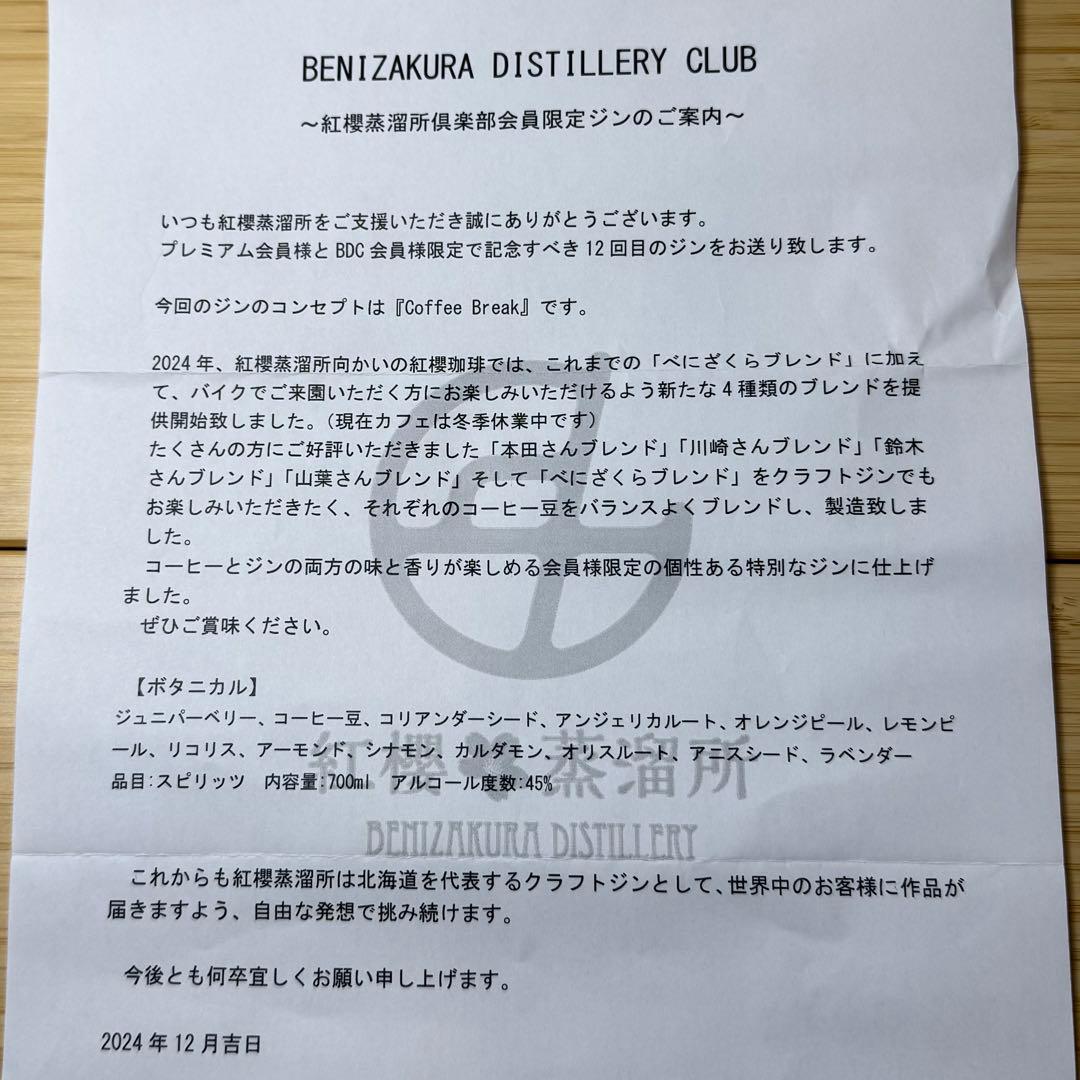 BENIZAKURA DISTILLERY CLUB
～紅櫻蒸溜所倶楽部会員限定ジンのご案内～
いつも紅櫻蒸溜所をご支援いただき誠にありがとうございます。
プレミアム会員様と BDC 会員様限定で記念すべき 12 回目のジンをお送り致します。
今回のジンのコンセプトは『Coffee Break』です。
2024 年、紅櫻蒸溜所向かいの紅櫻珈琲では、これまでの「べにざくらブレンド」に加え
て、バイクでご来園いただく方にお楽しみいただけるよう新たな 4 種類のブレンドを提
供開始致しました。（現在カフェは冬季休業中です）
たくさんの方にご好評いただきました「本田さんブレンド」「川崎さんブレンド」「鈴木
さんブレンド」「山葉さんブレンド」そして「べにざくらブレンド」をクラフトジンでも
お楽しみいただきたく、それぞれのコーヒー豆をバランスよくブレンドし、製造致しま
した。
コーヒーとジンの両方の味と香りが楽しめる会員様限定の個性ある特別なジンに仕上げ
ました。
ぜひご賞味ください。
【ボタニカル】
ジュニパーベリー、コーヒー豆、コリアンダーシード、アンジェリカルート、オレンジピール、レモンピ
ール、リコリス、アーモンド、シナモン、カルダモン、オリスルート、アニスシード、ラベンダー
品目：スピリッツ　内容量：700ml　アルコール度数：45%
紅櫻蒸溜所
BENIZAKURA DISTILLERY
これからも紅櫻蒸溜所は北海道を代表するクラフトジンとして、世界中のお客様に作品が
届きますよう、自由な発想で挑み続けます。
今後とも何卒宜しくお願い申し上げます。
2024 年 12 月吉日